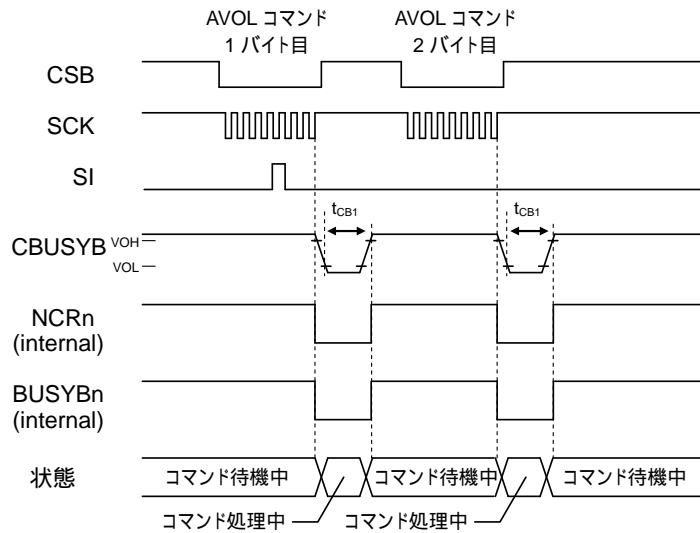 AVOL コマンド
1 バイト目
AVOL コマンド
2 バイト目
CSB
SCK
SI
tCB1
tCB1
CBUSYB
VOH
VOL
NCRn
(internal)
BUSYBn
(internal)
状態
コマンド待機中
コマンド待機中
コマンド待機中
コマンド処理中
コマンド処理中